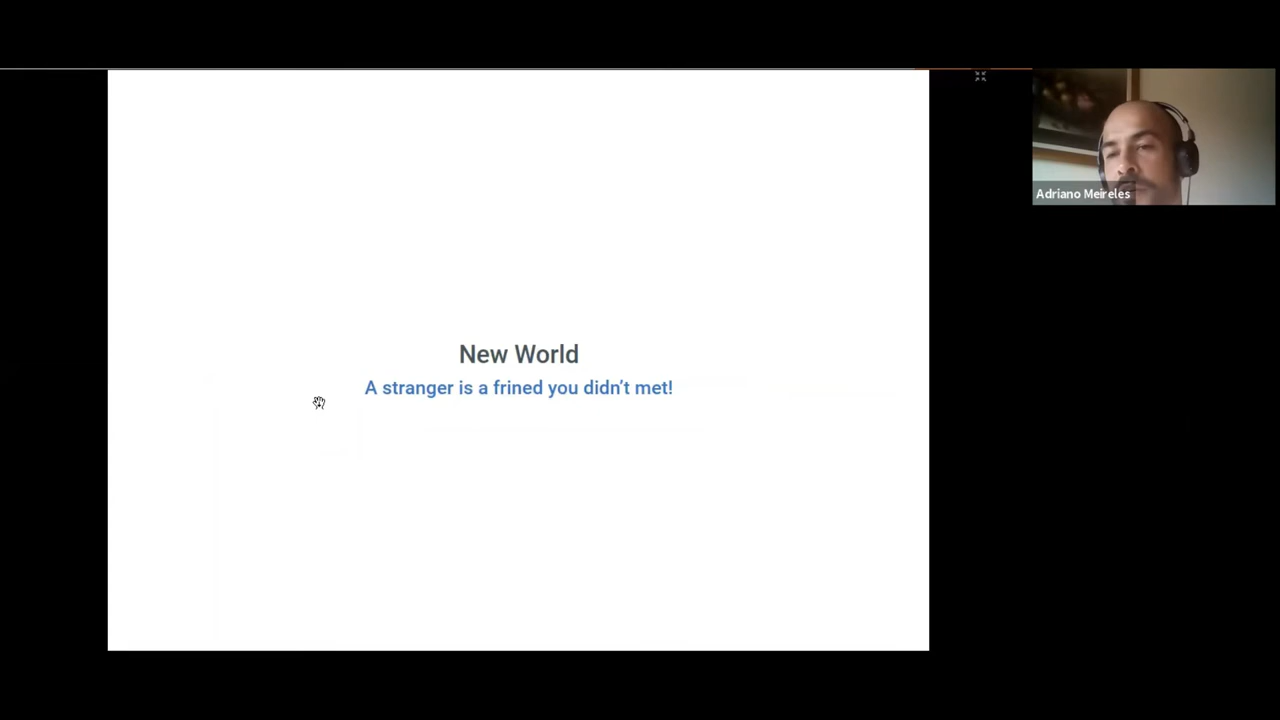 New World
A stranger is a frined you didn’t met!
Adriano Meireles